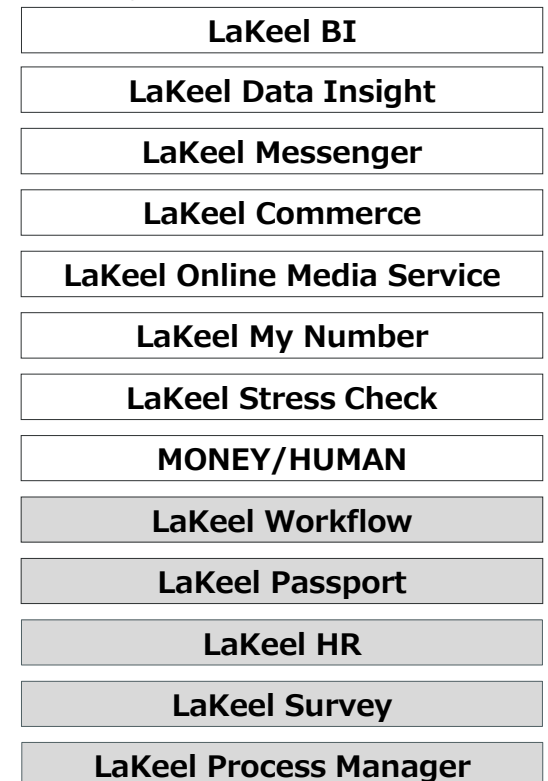 LaKeel BI
LaKeel Data Insight
LaKeel Messenger
LaKeel Commerce
LaKeel Online Media Service
LaKeel My Number
LaKeel Stress Check
MONEY/HUMAN
LaKeel Workflow
LaKeel Passport
LaKeel HR
LaKeel Survey
LaKeel Process Manager